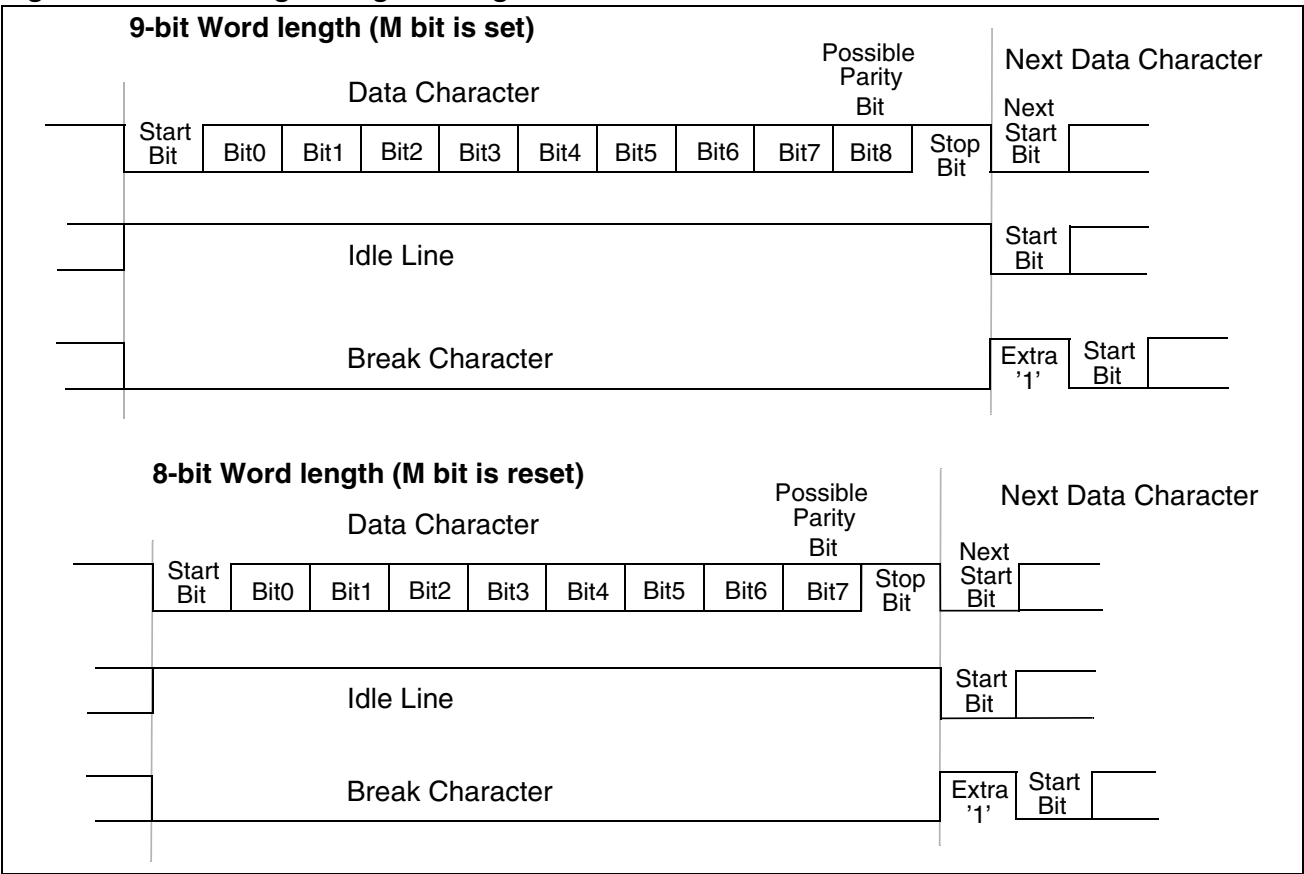 9-bit Word length (M bit is set)
Possible
Parity
Bit
Next Data Character
Data Character
Next
Start
Bit
Start
Bit
Bit0 Bit1 Bit2 Bit3 Bit4 Bit5 Bit6 Bit7 Bit8
Stop
Bit
Idle Line
Start
Bit
Break Character
Extra
’1’
Start
Bit
8-bit Word length (M bit is reset)
Possible
Parity
Bit
Next Data Character
Data Character
Next
Start
Bit
Start
Bit
Bit0 Bit1 Bit2 Bit3 Bit4 Bit5 Bit6 Bit7
Stop
Bit
Idle Line
Start
Bit
Break Character
Extra
’1’
Start
Bit